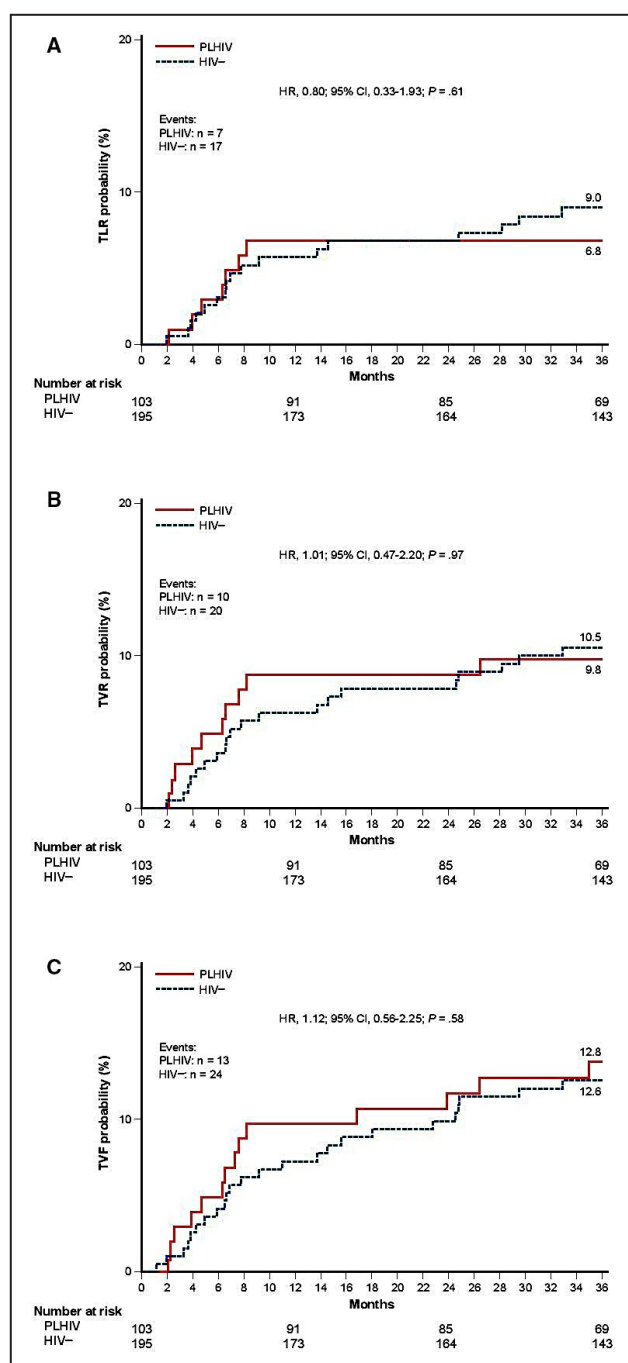 A
20
PLHIV
HIV–
HR, 0.80; 95% CI, 0.33-1.93; P = .61
Events:
PLHIV: n = 7
HIV–: n = 17
TLR probability (%)
10
9.0
6.8
0
0 2 4 6 8 10 12 14 16 18 20 22 24 26 28 30 32 34 36
Months
Number at risk
PLHIV 103 91 85 69
HIV– 195 173 164 143
B
20
PLHIV
HIV–
HR, 1.01; 95% CI, 0.47-2.20; P = .97
Events:
PLHIV: n = 10
HIV–: n = 20
TVR probability (%)
10
10.5
9.8
0
0 2 4 6 8 10 12 14 16 18 20 22 24 26 28 30 32 34 36
Months
Number at risk
PLHIV 103 91 85 69
HIV– 195 173 164 143
C
20
PLHIV
HIV–
HR, 1.12; 95% CI, 0.56-2.25; P = .58
Events:
PLHIV: n = 13
HIV–: n = 24
TVF probability (%)
12.8
10
12.6
0
0 2 4 6 8 10 12 14 16 18 20 22 24 26 28 30 32 34 36
Months
Number at risk
PLHIV 103 91 85 69
HIV– 195 173 164 143